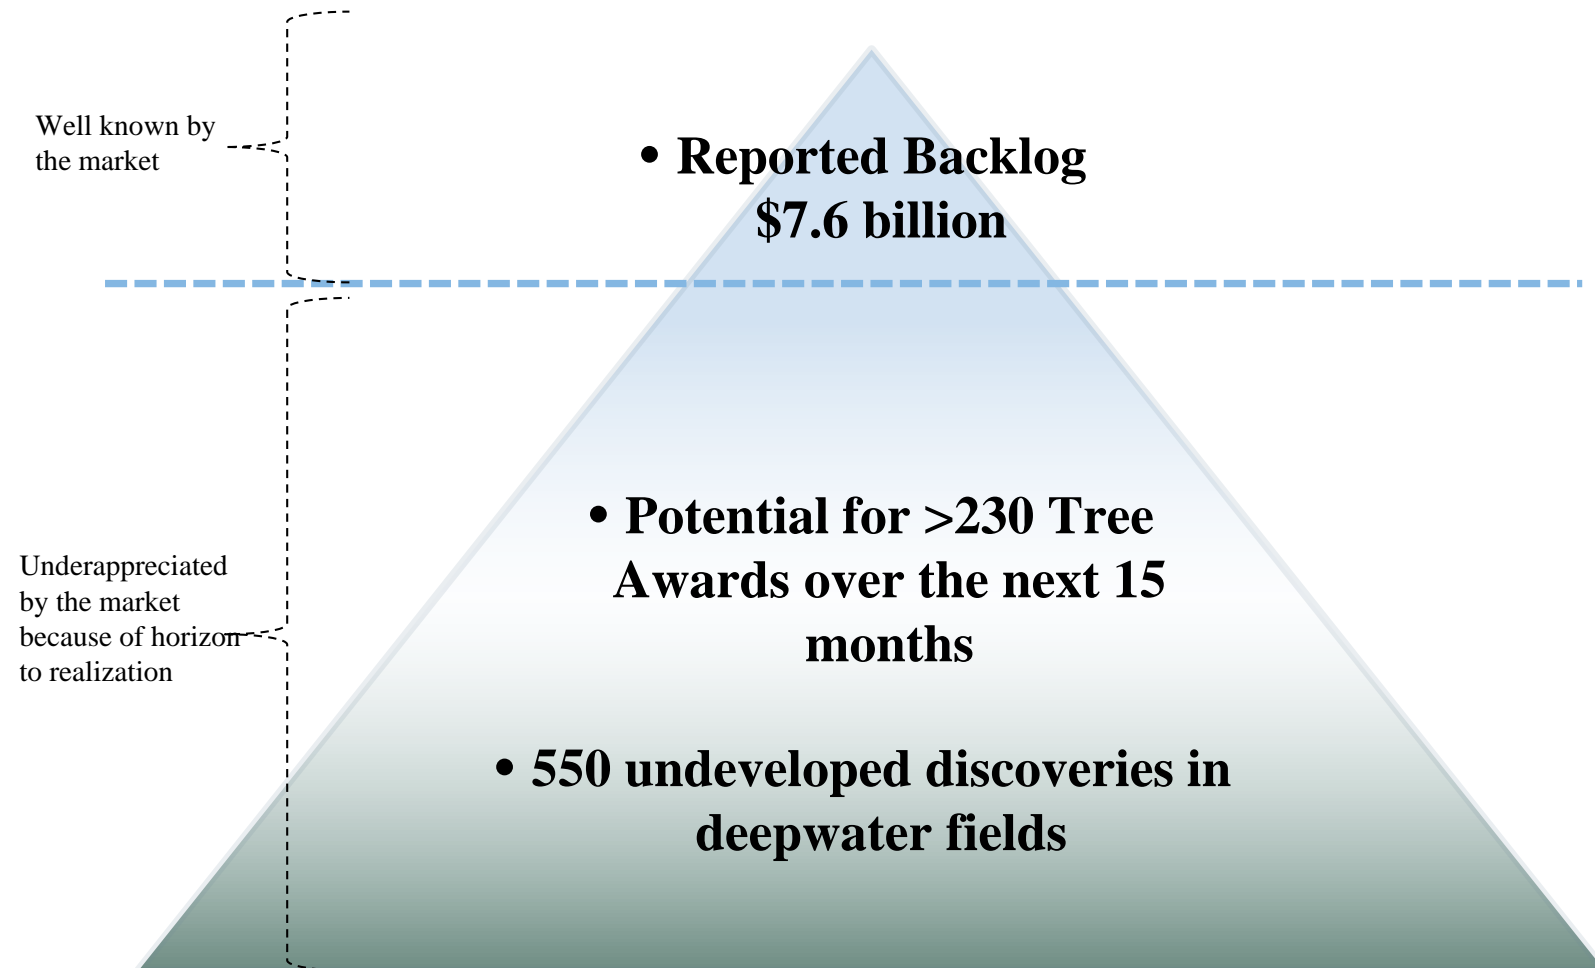 Well known by
the market
• Reported Backlog
$7.6 billion
Underappreciated
by the market
because of horizon
to realization
• Potential for >230 Tree
Awards over the next 15
months
• 550 undeveloped discoveries in
deepwater fields